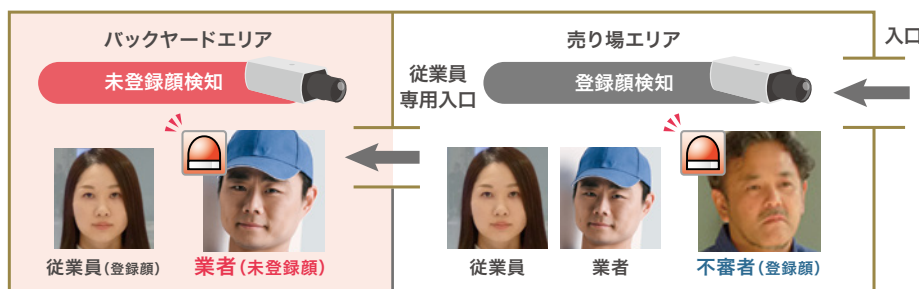 バックヤードエリア
未登録顔検知
従業員
専用入口
売り場エリア
登録顔検知
入口
従業員(登録顔)
業者(未登録顔)
従業員
業者
不審者(登録顔)